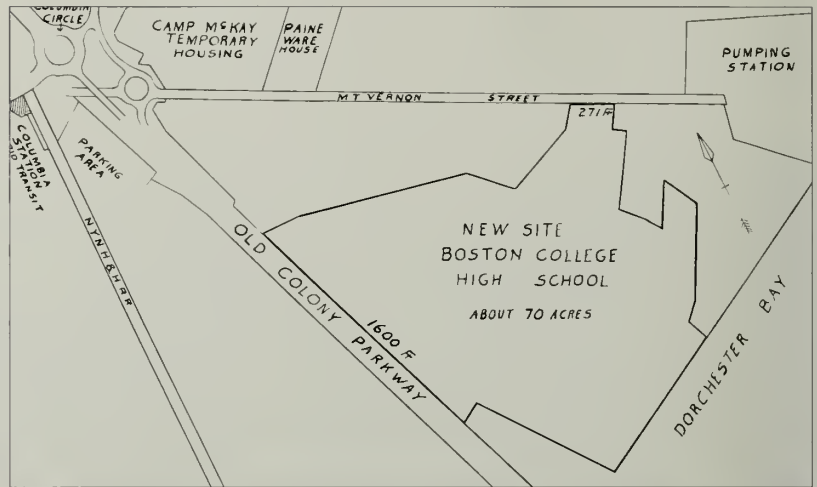 COLUMBIA
CIRCLE
CAMP McKAY
TEMPORARY
HOUSING
PAINE
WARE
HOUSE
PUMPING
STATION
MT VERNON STREET
271 Ft
PARKING
AREA
COLUMBIA
STATION
TRANSIT
NYNH&HRR
OLD COLONY PARKWAY
1600 Ft
NEW SITE
BOSTON COLLEGE
HIGH SCHOOL
ABOUT 70 ACRES
DORCHESTER BAY